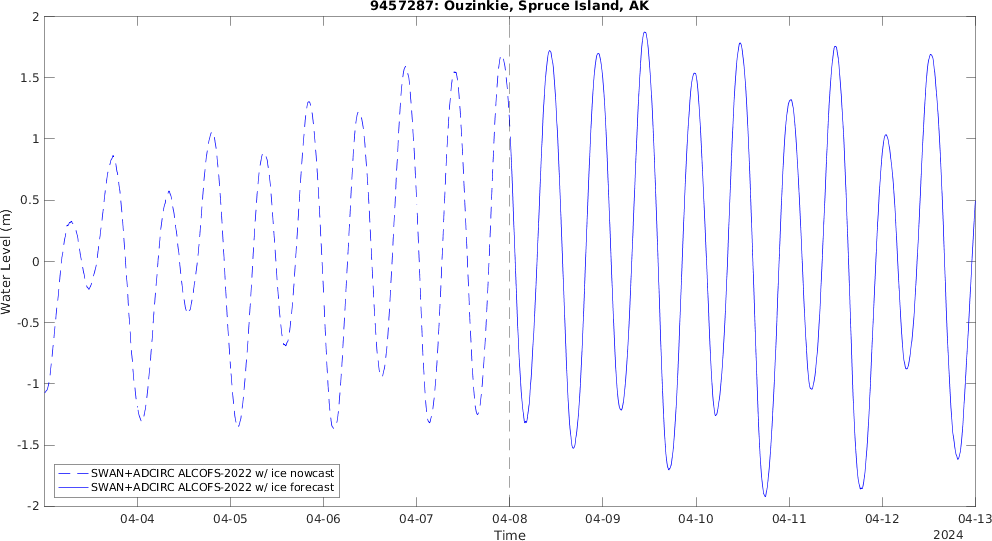 9457287: Ouzinkie, Spruce Island, AK
2
1.5
1
0.5
0
-0.5
-1
-1.5
-2
Water Level (m)
SWAN+ADCIRC ALCOFS-2022 w/ ice nowcast
SWAN+ADCIRC ALCOFS-2022 w/ ice forecast
04-04 04-05 04-06 04-07 04-08 04-09 04-10 04-11 04-12 04-13
Time 2024